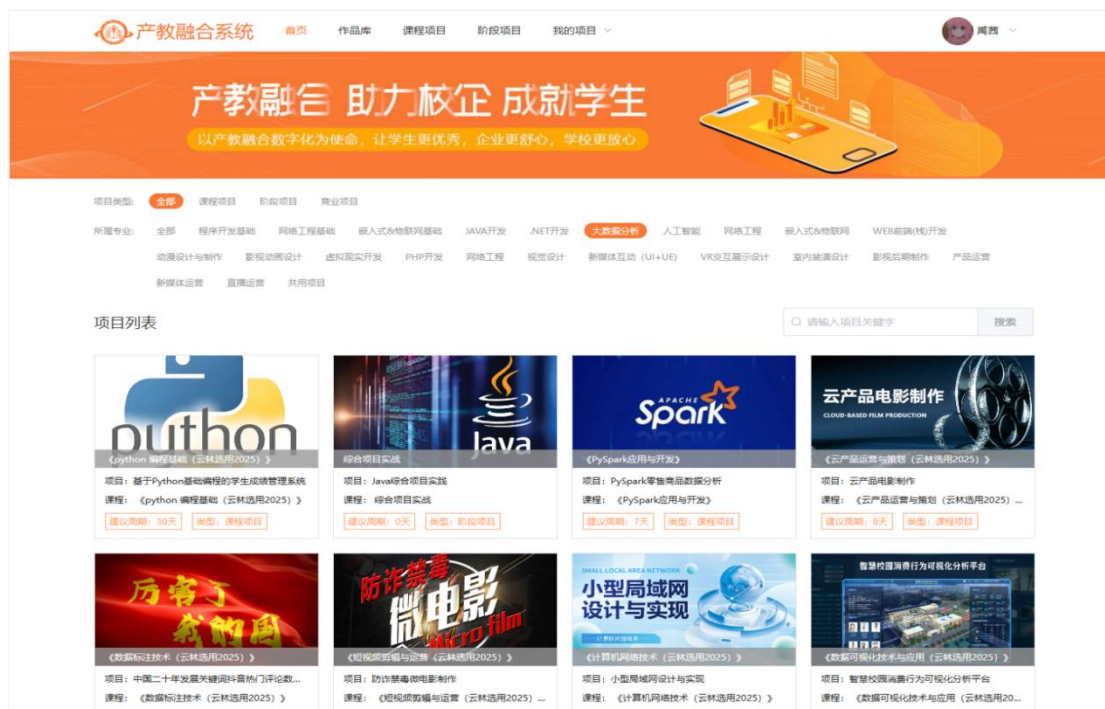 产教融合系统 首页 作品库 课程项目 阶段项目 我的项目 禹茜
产教融合 助力校企 成就学生
以产教融合数字化为使命，让学生更优秀，企业更舒心，学校更放心
项目类型: 全部 课程项目 阶段项目 商业项目
所属专业: 全部 程序开发基础 网络工程基础 嵌入式&物联网基础 JAVA开发 .NET开发 大数据分析 人工智能 网络工程 嵌入式&物联网 WEB前端(栈)开发
动漫设计与制作 影视动画设计 虚拟现实开发 PHP开发 网络工程 视觉设计 新媒体互动（UI+UE) VR交互展示设计 室内装潢设计 影视后期制作 产品运营
新媒体运营 直播运营 共用项目
项目列表 请输入项目关键字 搜索
python
《python 编程基础（云林选用2025）》
项目：基于Python基础编程的学生成绩管理系统
课程：《python 编程基础（云林选用2025）》
建议周期：30天 类型：课程项目
Java
综合项目实战
项目：Java综合项目实践
课程：综合项目实战
建议周期：0天 类型：阶段项目
APACHE
Spark
《PySpark应用与开发》
项目：PySpark零售商品数据分析
课程：《PySpark应用与开发》
建议周期：7天 类型：课程项目
云产品电影制作
CLOUD-BASED FILM PRODUCTION
《云产品运营与策划（云林选用2025）》
项目：云产品电影制作
课程：《云产品运营与策划（云林选用2025）...
建议周期：8天 类型：课程项目
厉害了
我的国
《数据标注技术（云林选用2025）》
项目：中国二十年发展关键词抖音热门评论数...
课程：《数据标注技术（云林选用2025）》
防诈禁毒
微电影
Micro film
《短视频剪辑与运营（云林选用2025）》
项目：防诈禁毒微电影制作
课程：《短视频剪辑与运营（云林选用2025）...
SMALL LOCAL AREA NETWORK
小型局域网
设计与实现
《计算机网络技术（云林选用2025）》
项目：小型局域网设计与实现
课程：《计算机网络技术（云林选用2025）》
智慧校园消费行为可视化分析平台
《数据可视化技术与应用（云林选用2025）》
项目：智慧校园消费行为可视化分析平台
课程：《数据可视化技术与应用（云林选用20...